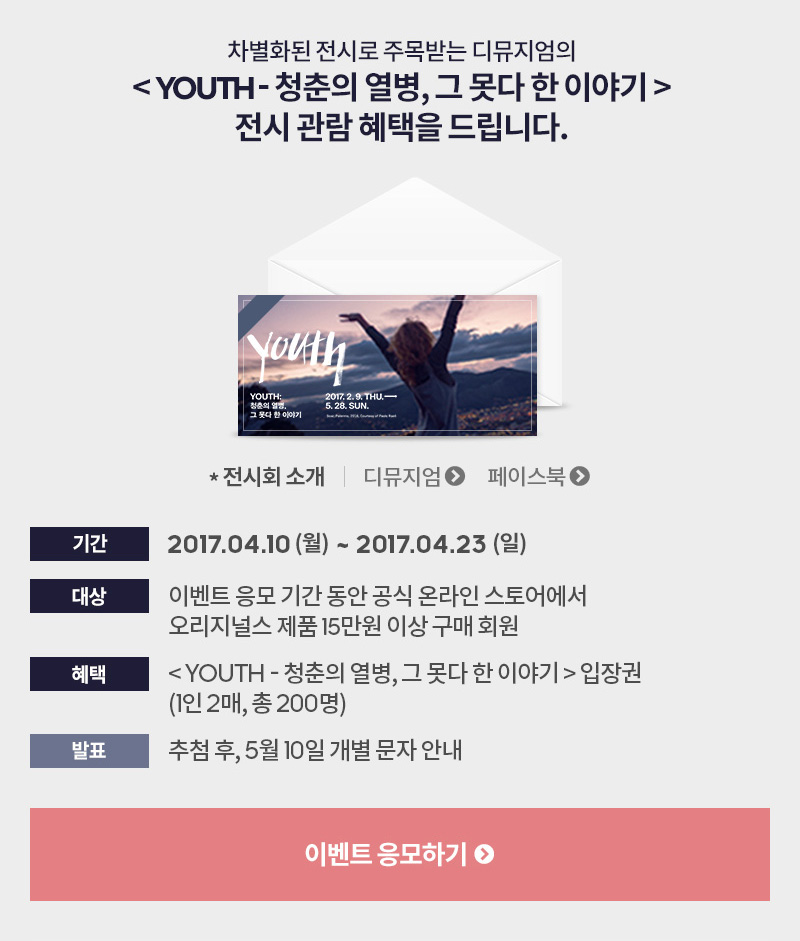 차별화된 전시로 주목받는 디뮤지엄의
< YOUTH - 청춘의 열병, 그 못다 한 이야기 >
전시 관람 혜택을 드립니다.
youth
YOUTH:
청춘의 열병,
그 못다 한 이야기
2017. 2. 9. THU.→
5. 28. SUN.
* 전시회 소개 | 디뮤지엄 페이스북
기간 2017.04.10 (월) ~ 2017.04.23 (일)
대상 이벤트 응모 기간 동안 공식 온라인 스토어에서
오리지널스 제품 15만원 이상 구매 회원
혜택 < YOUTH - 청춘의 열병, 그 못다 한 이야기 > 입장권
(1인 2매, 총 200명)
발표 추첨 후, 5월 10일 개별 문자 안내
이벤트 응모하기